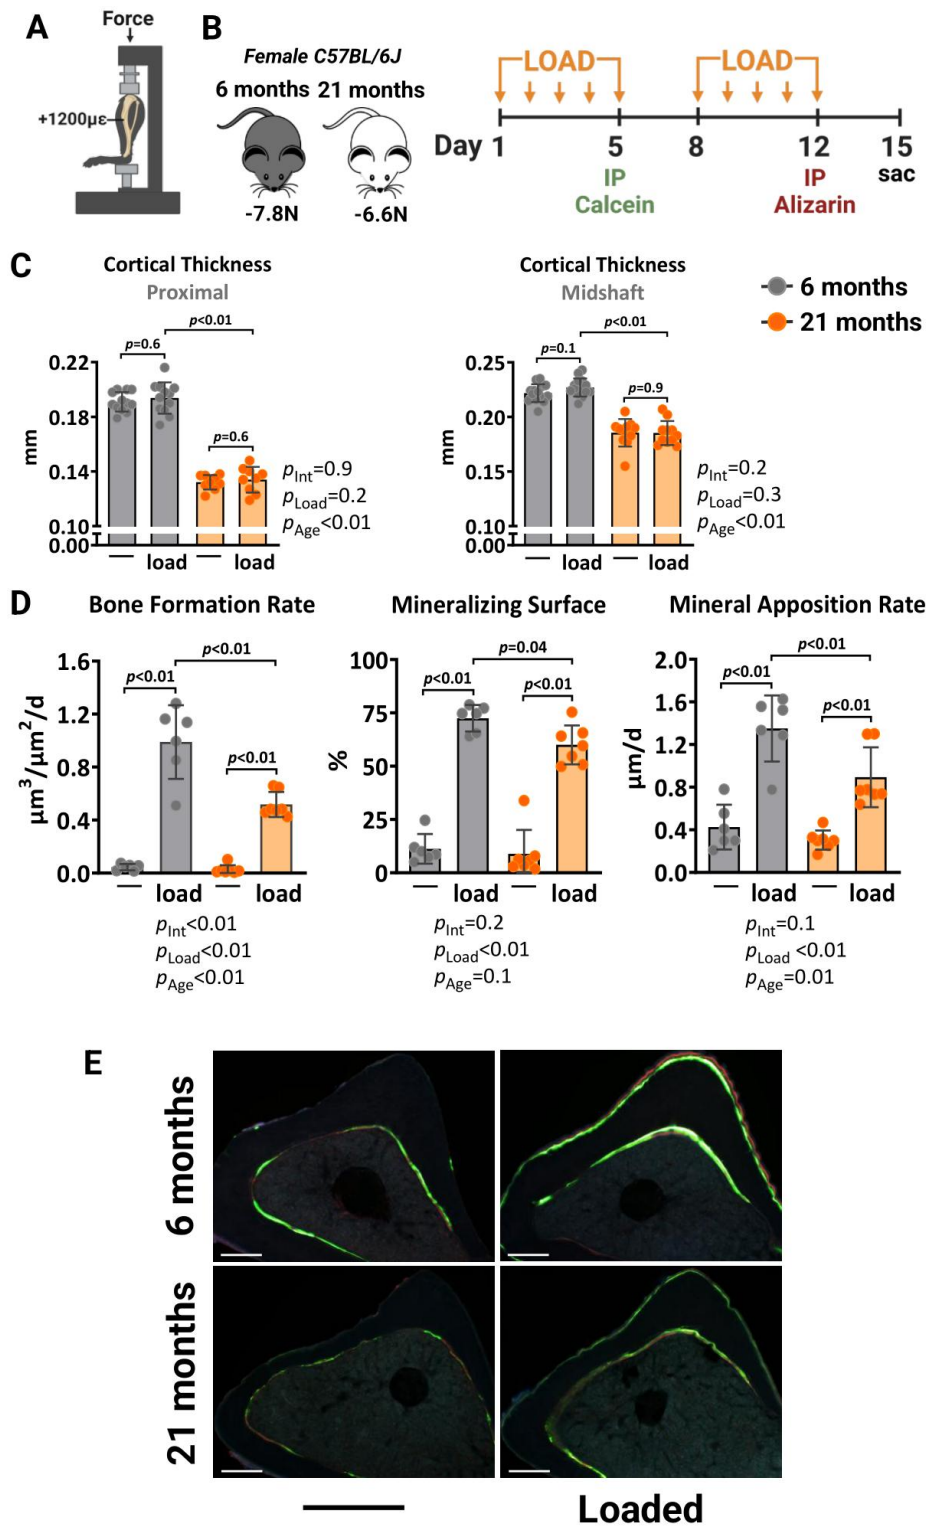 A
Force
+1200µε
B
Female C57BL/6J
6 months 21 months
-7.8N -6.6N
LOAD LOAD
Day 1 5 8 12 15
IP IP sac
Calcein Alizarin
C
Cortical Thickness
Proximal
p<0.01
p=0.6
p=0.6
0.22
0.18
0.14
0.10
0.00
mm
load load
pInt=0.9
pLoad=0.2
pAge<0.01
Cortical Thickness
Midshaft
p<0.01
p=0.1
p=0.9
0.25
0.20
0.15
0.10
0.00
mm
load load
pInt=0.2
pLoad=0.3
pAge<0.01
6 months
21 months
D
Bone Formation Rate
p<0.01
p<0.01
p<0.01
1.6
1.2
0.8
0.4
0.0
µm³/µm²/d
load load
pInt<0.01
pLoad<0.01
pAge<0.01
Mineralizing Surface
p=0.04
p<0.01
p<0.01
100
75
50
25
0
%
load load
pInt=0.2
pLoad<0.01
pAge=0.1
Mineral Apposition Rate
p<0.01
p<0.01
p<0.01
2.0
1.6
1.2
0.8
0.4
0.0
µm/d
load load
pInt=0.1
pLoad <0.01
pAge=0.01
E
6 months
21 months
Loaded